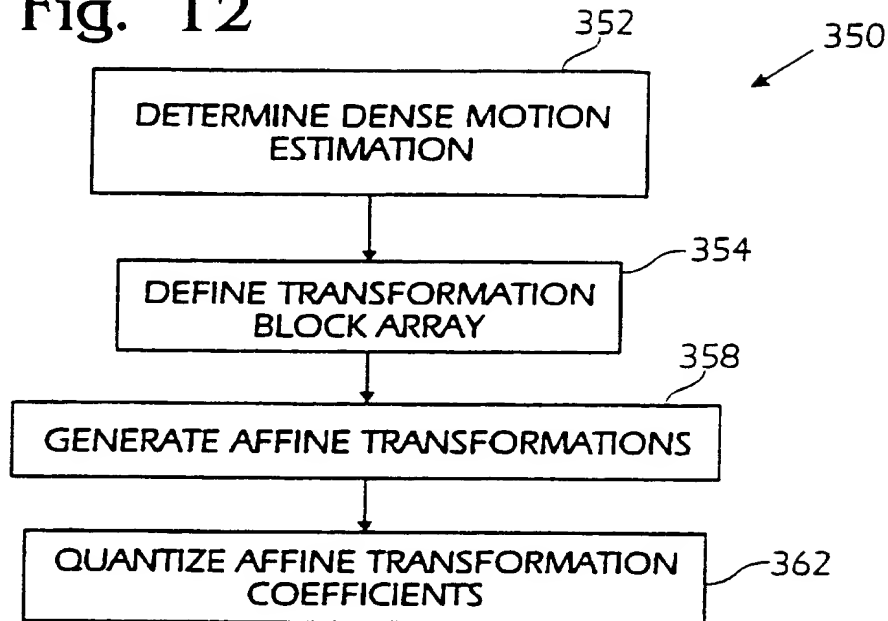 Fig. 12
352
350
DETERMINE DENSE MOTION
ESTIMATION
354
DEFINE TRANSFORMATION
BLOCK ARRAY
358
GENERATE AFFINE TRANSFORMATIONS
QUANTIZE AFFINE TRANSFORMATION
COEFFICIENTS
362